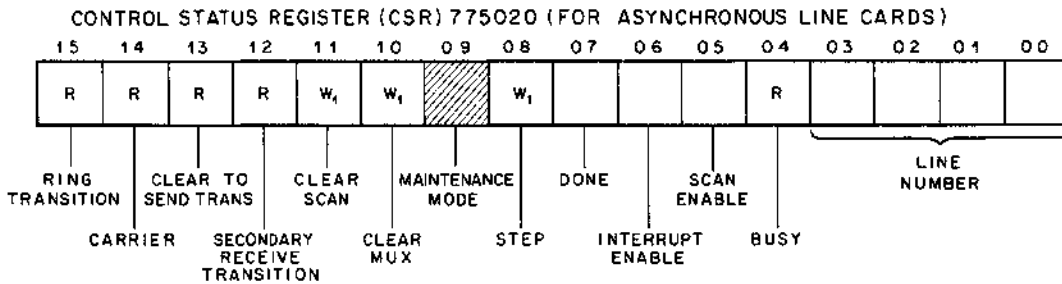 CONTROL STATUS REGISTER (CSR) 775020 (FOR ASYNCHRONOUS LINE CARDS)
15 14 13 12 11 10 09 08 07 06 05 04 03 02 01 00
R R R R W1 W1 W1 R
RING TRANSITION
CLEAR TO SEND TRANS
CLEAR SCAN
MAINTENANCE MODE
DONE
SCAN ENABLE
LINE NUMBER
CARRIER
SECONDARY RECEIVE TRANSITION
CLEAR MUX
STEP
INTERRUPT ENABLE
BUSY